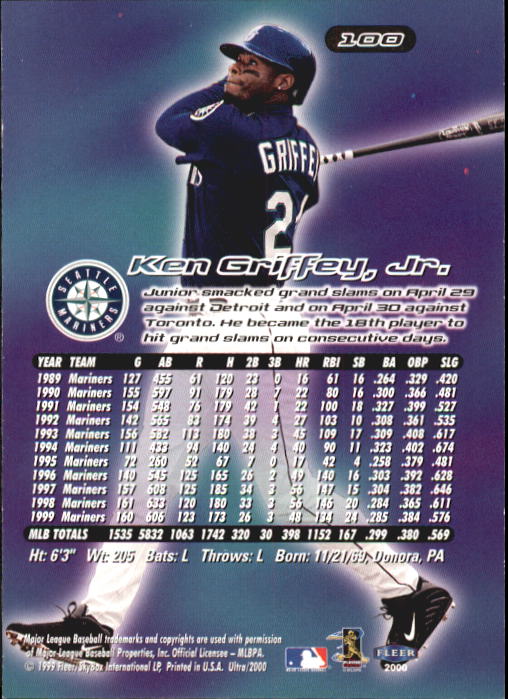 100
GRIFFE
2
Ken Griffey, Jr.
SEATTLE
MARINERS
®
Junior smacked grand slams on April 29
against Detroit and on April 30 against
Toronto. He became the 18th player to
hit grand slams on consecutive days.
YEAR TEAM G AB R H 2B 3B HR RBI SB BA OBP SLG
1989 Mariners 127 455 61 120 23 0 16 61 16 .264 .329 .420
1990 Mariners 155 597 91 179 28 7 22 80 16 .300 .366 .481
1991 Mariners 154 548 76 179 42 1 22 100 18 .327 .399 .527
1992 Mariners 142 565 83 174 39 4 27 103 10 .308 .361 .535
1993 Mariners 156 582 113 180 38 3 45 109 17 .309 .408 .617
1994 Mariners 111 433 94 140 24 4 40 90 11 .323 .402 .674
1995 Mariners 72 260 52 67 7 0 17 42 4 .258 .379 .481
1996 Mariners 140 545 125 165 26 2 49 140 16 .303 .392 .628
1997 Mariners 157 608 125 185 34 3 56 147 15 .304 .382 .646
1998 Mariners 161 633 120 180 33 3 56 146 20 .284 .365 .611
1999 Mariners 160 606 123 173 26 3 48 134 24 .285 .384 .576
MLB TOTALS 1535 5832 1063 1742 320 30 398 1152 167 .299 .380 .569
Ht: 6'3" Wt: 205 Bats: L Throws: L Born: 11/21/69, Donora, PA
Major League Baseball trademarks and copyrights are used with permission
of Major League Baseball Properties, Inc. Official Licensee – MLBPA.
© 1999 Fleer/SkyBox International LP, Printed in U.S.A. Ultra/2000
FLEER
2000